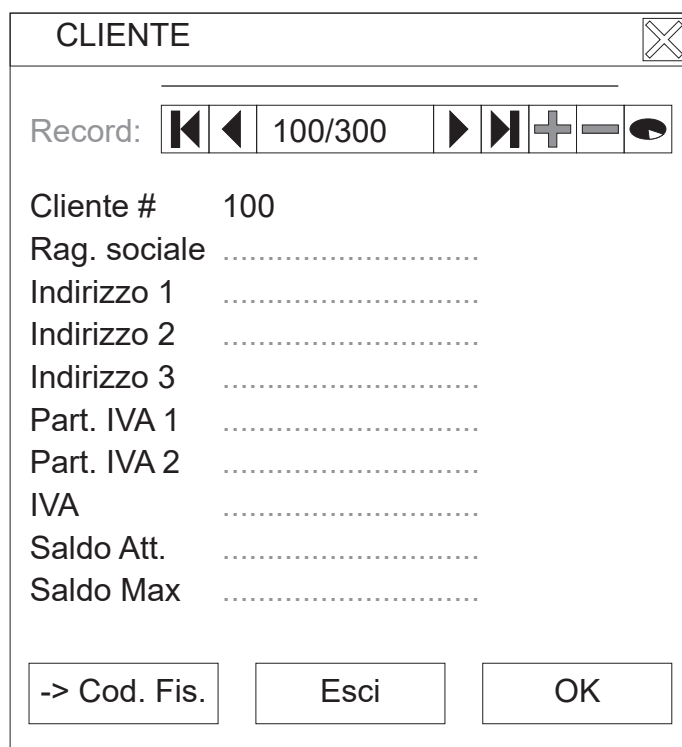 CLIENTE
Record: 100/300
Cliente # 100
Rag. sociale ............................
Indirizzo 1 ............................
Indirizzo 2 ............................
Indirizzo 3 ............................
Part. IVA 1 ............................
Part. IVA 2 ............................
IVA ............................
Saldo Att. ............................
Saldo Max ............................
-> Cod. Fis. Esci OK